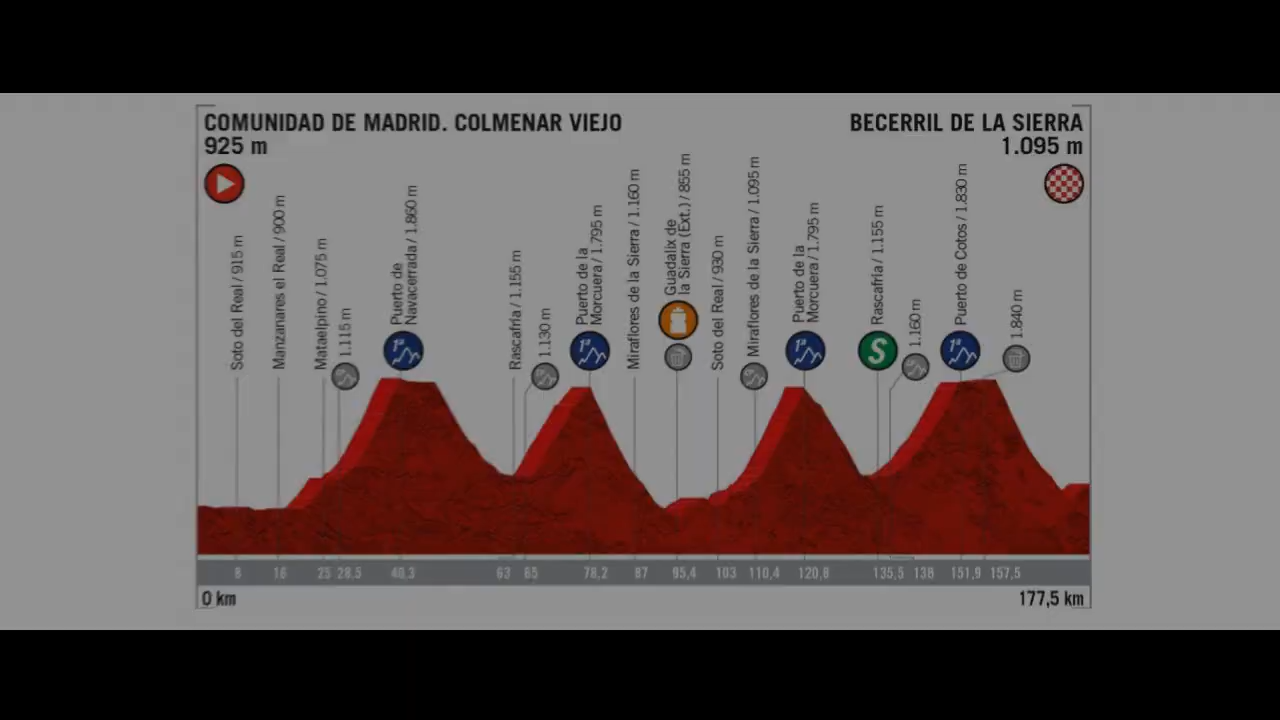 COMUNIDAD DE MADRID. COLMENAR VIEJO
925 m
BECERRIL DE LA SIERRA
1.095 m
Soto del Real / 915 m
Manzanares el Real / 900 m
Mataelpino / 1.075 m
1.115 m
Puerto de
Navacerrada / 1.860 m
1ª
Rascafría / 1.155 m
1.130 m
Puerto de la
Morcuera / 1.795 m
1ª
Miraflores de la Sierra / 1.160 m
Guadalix de
la Sierra (Ext.) / 855 m
Soto del Real / 930 m
Miraflores de la Sierra / 1.095 m
Puerto de la
Morcuera / 1.795 m
1ª
Rascafría / 1.155 m
S
1.160 m
Puerto de Cotos / 1.830 m
1ª
1.840 m
8 16 25 28,5 40,3 63 65 78,2 87 95,4 103 110,4 120,8 135,5 138 151,9 157,5
0 km
177,5 km